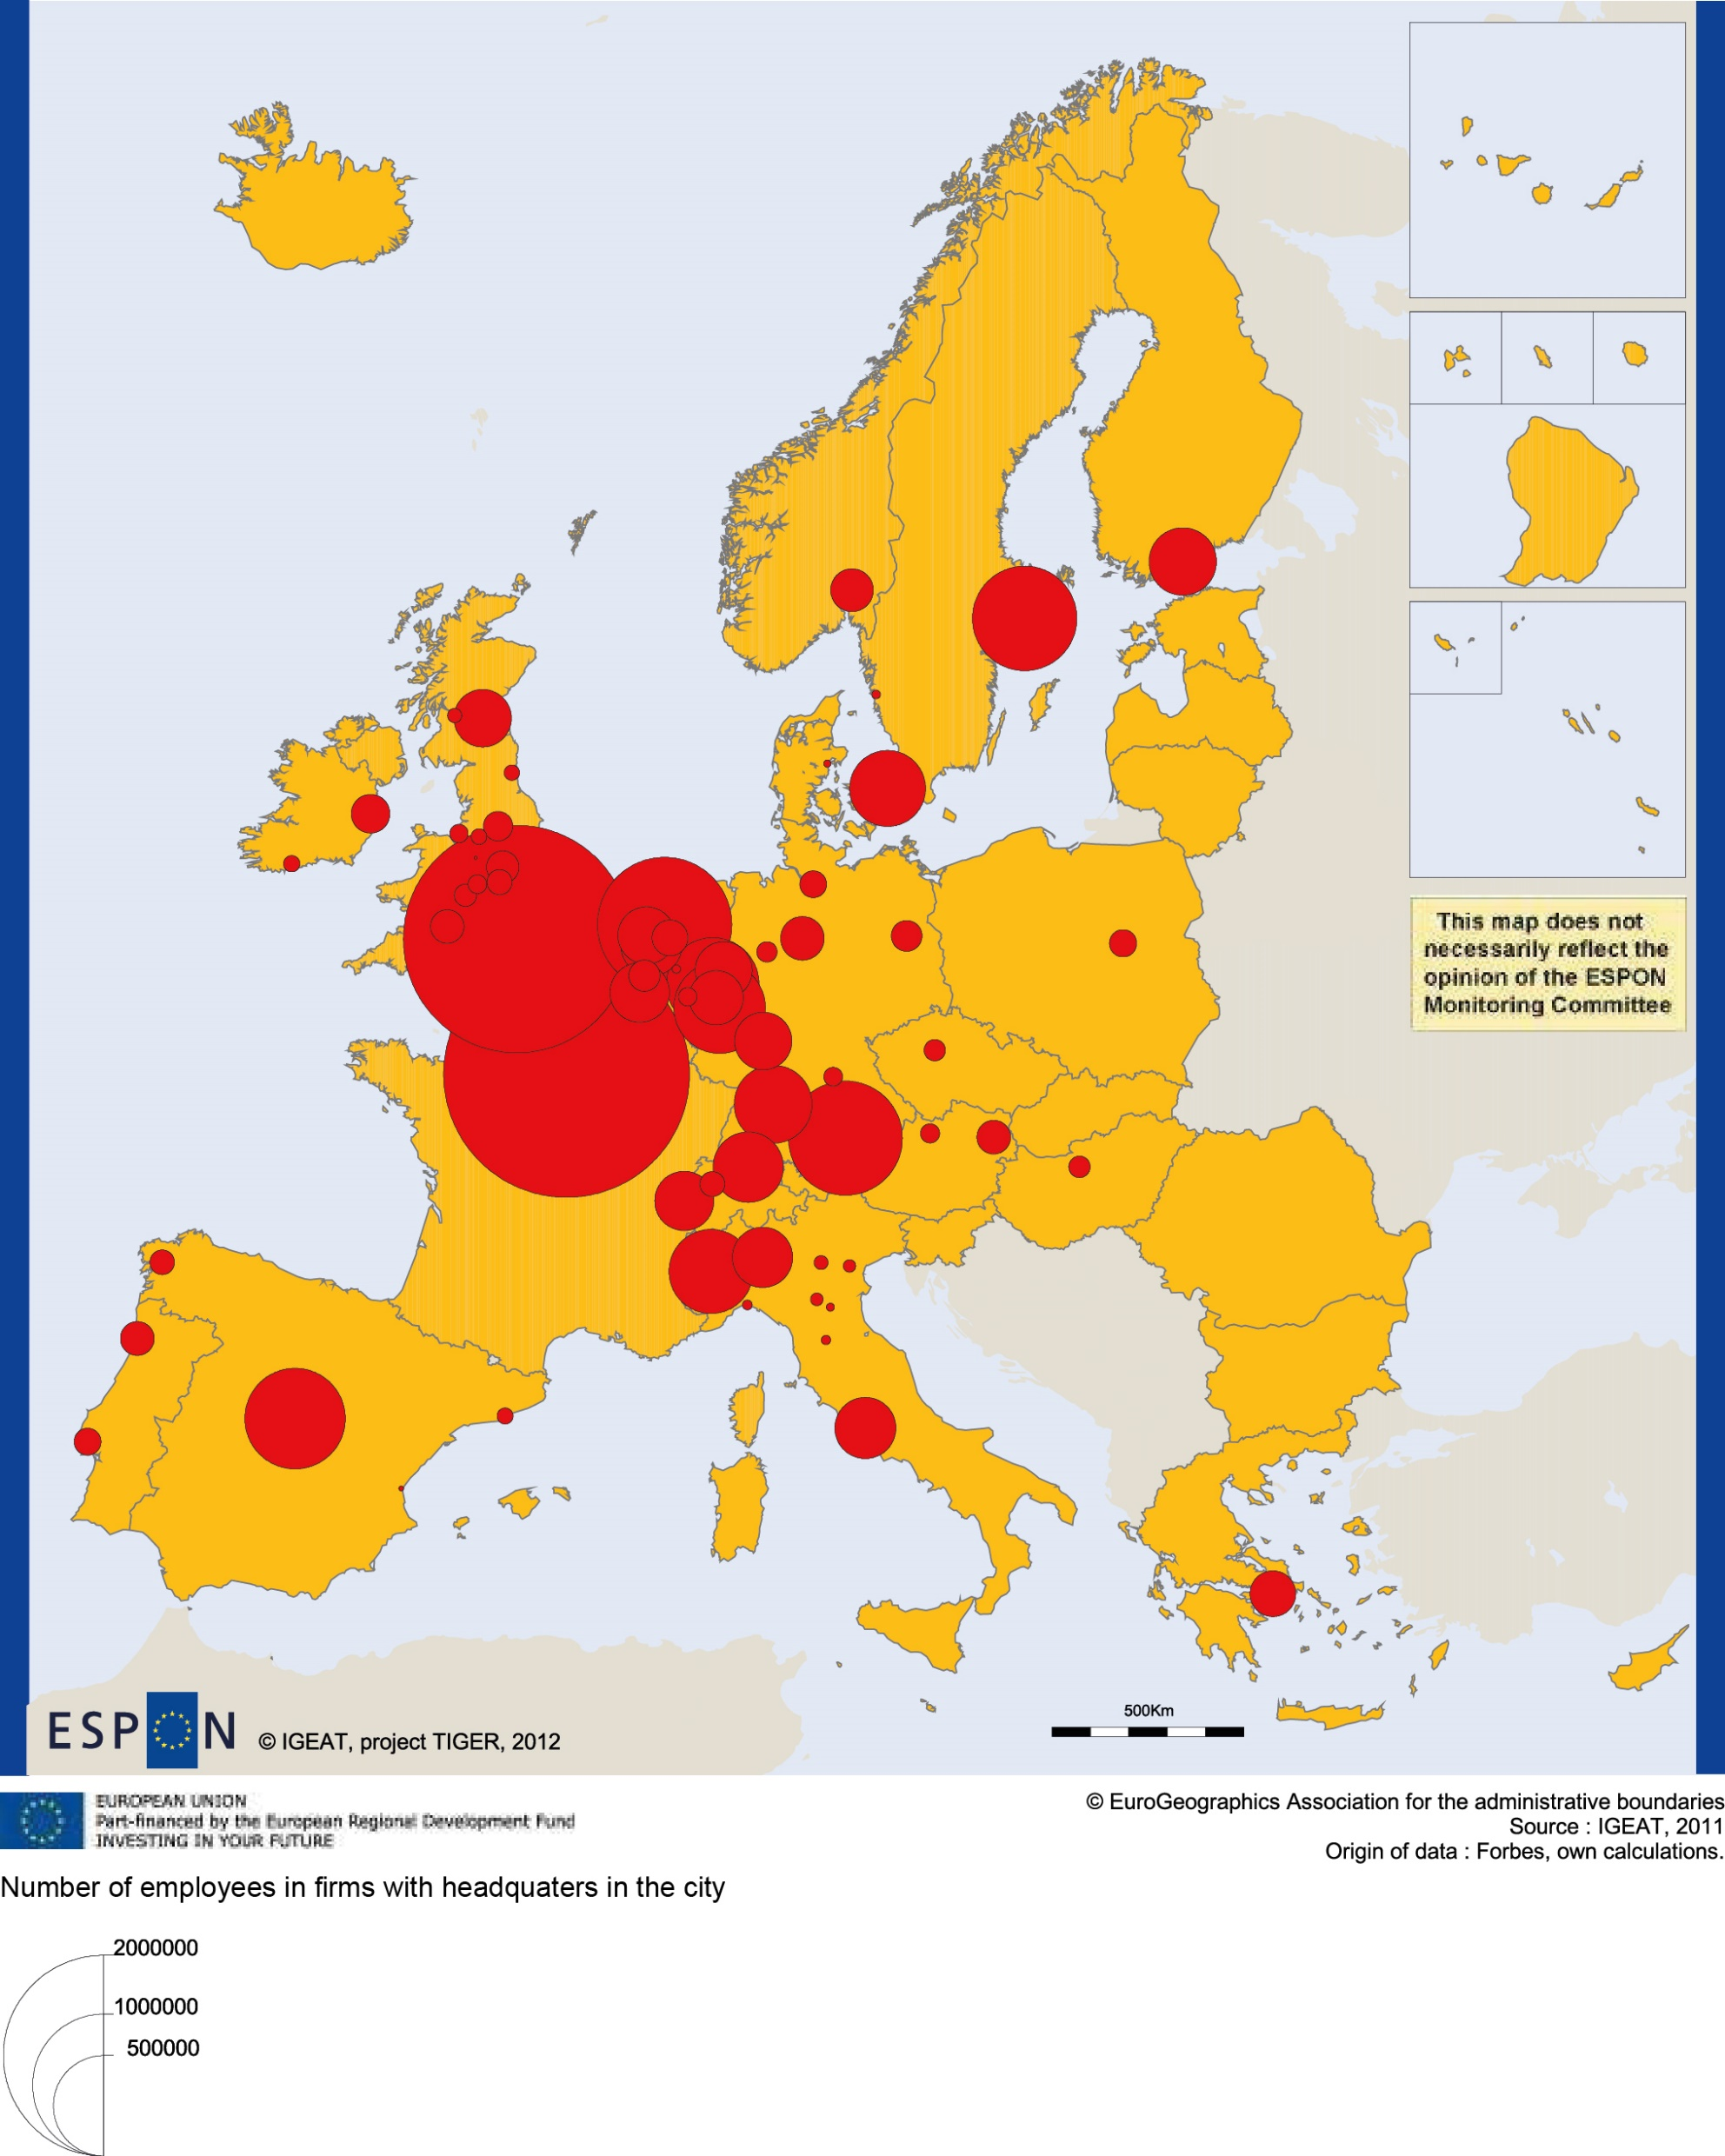 This map does not
necessarily reflect the
opinion of the ESPON
Monitoring Committee
500Km
ESPON © IGEAT, project TIGER, 2012
EUROPEAN UNION
Part-financed by the European Regional Development Fund
INVESTING IN YOUR FUTURE
© EuroGeographics Association for the administrative boundaries
Source : IGEAT, 2011
Origin of data : Forbes, own calculations.
Number of employees in firms with headquaters in the city
2000000
1000000
500000